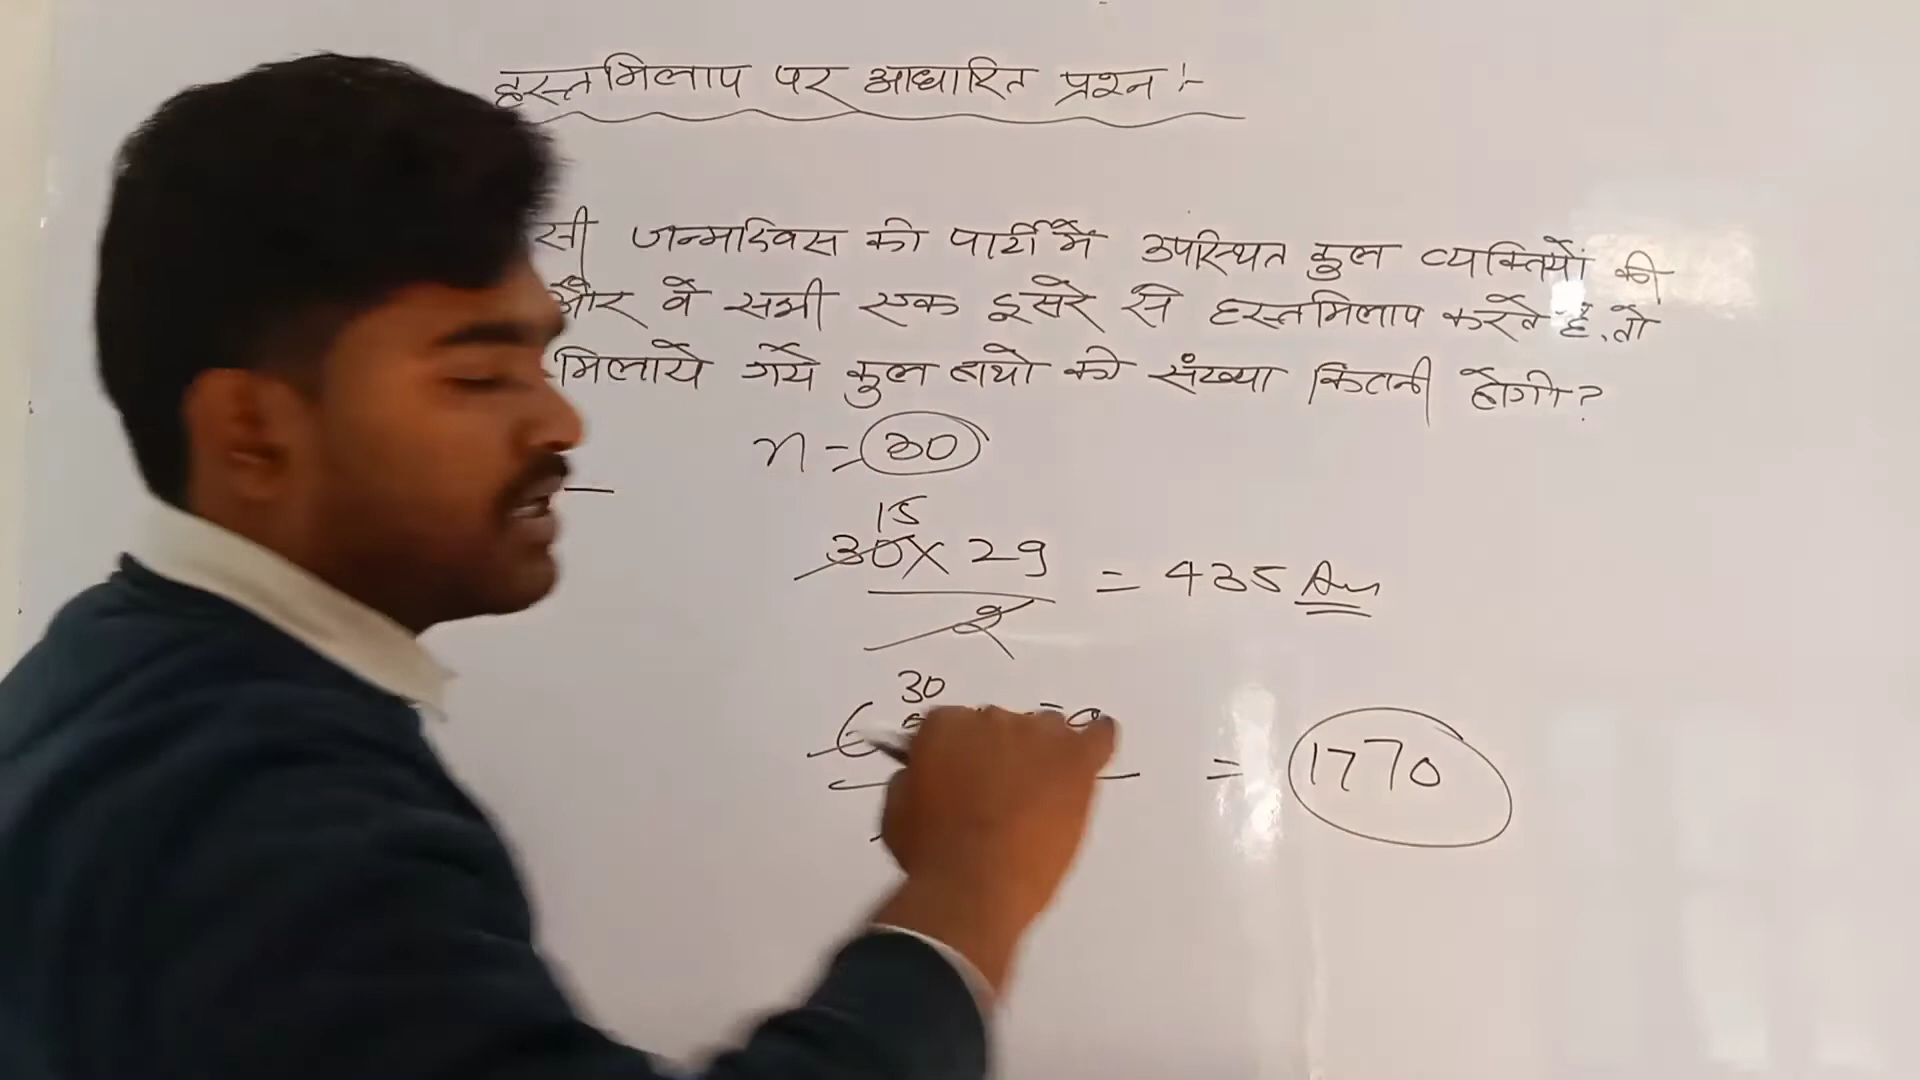 हस्तमिलाप पर आधारित प्रश्न :-
सी जन्मदिवस की पार्टी में उपस्थित कुल व्यक्तियों की
और वे सभी एक दूसरे से हस्तमिलाप करते हैं, तो
मिलाये गये कुल हाथो की संख्या कितनी होगी?
n = 30
15
30 x 29
= 435 Ans
2
30
= 1770